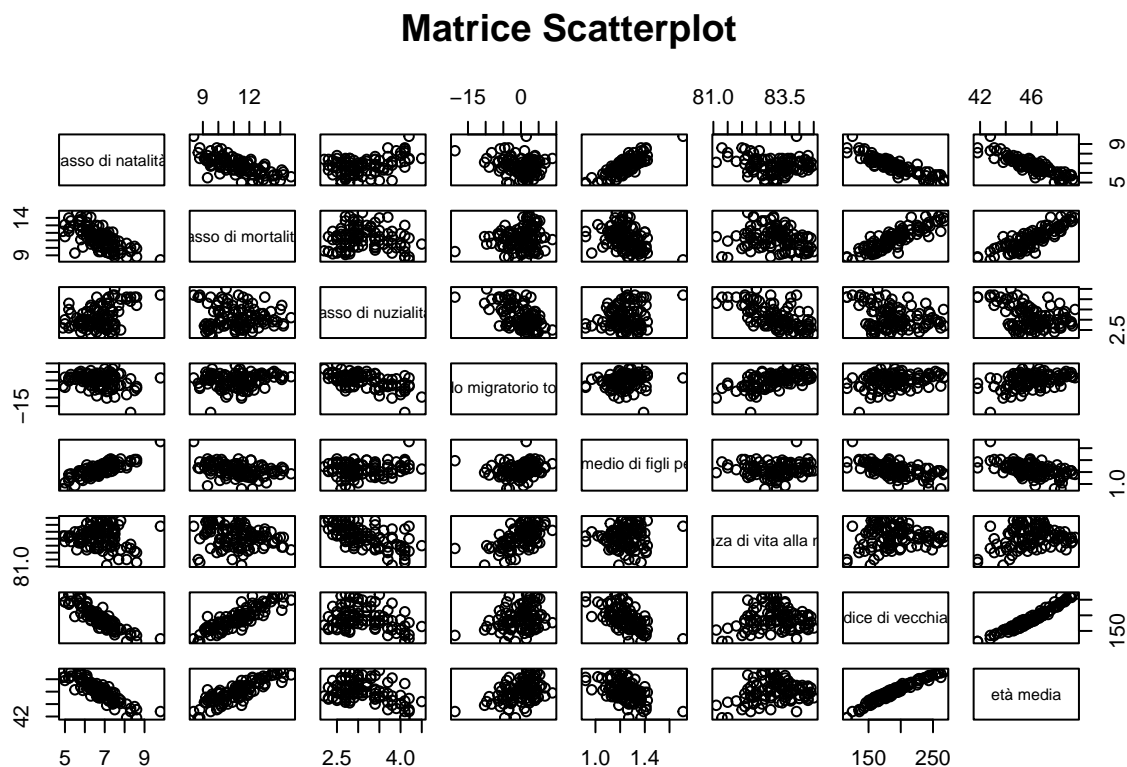 Matrice Scatterplot
9 12 −15 0 81.0 83.5 42 46
asso di natalità 9
5
14
9 asso di mortalit
asso di nuzialità 2.5
−15 lo migratorio to
medio di figli pe 1.0
81.0 nza di vita alla n
dice di vecchia 150
42 età media
5 7 9 2.5 4.0 1.0 1.4 150 250